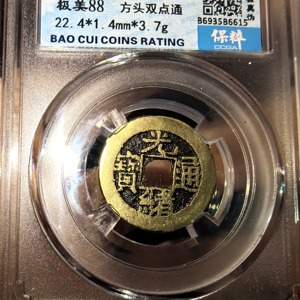 极美88 方头双点通
22.4*1.4mm*3.7g
BAO CUI COINS RATING
B693586615
保粹
CCGA
光
寶 通
緒